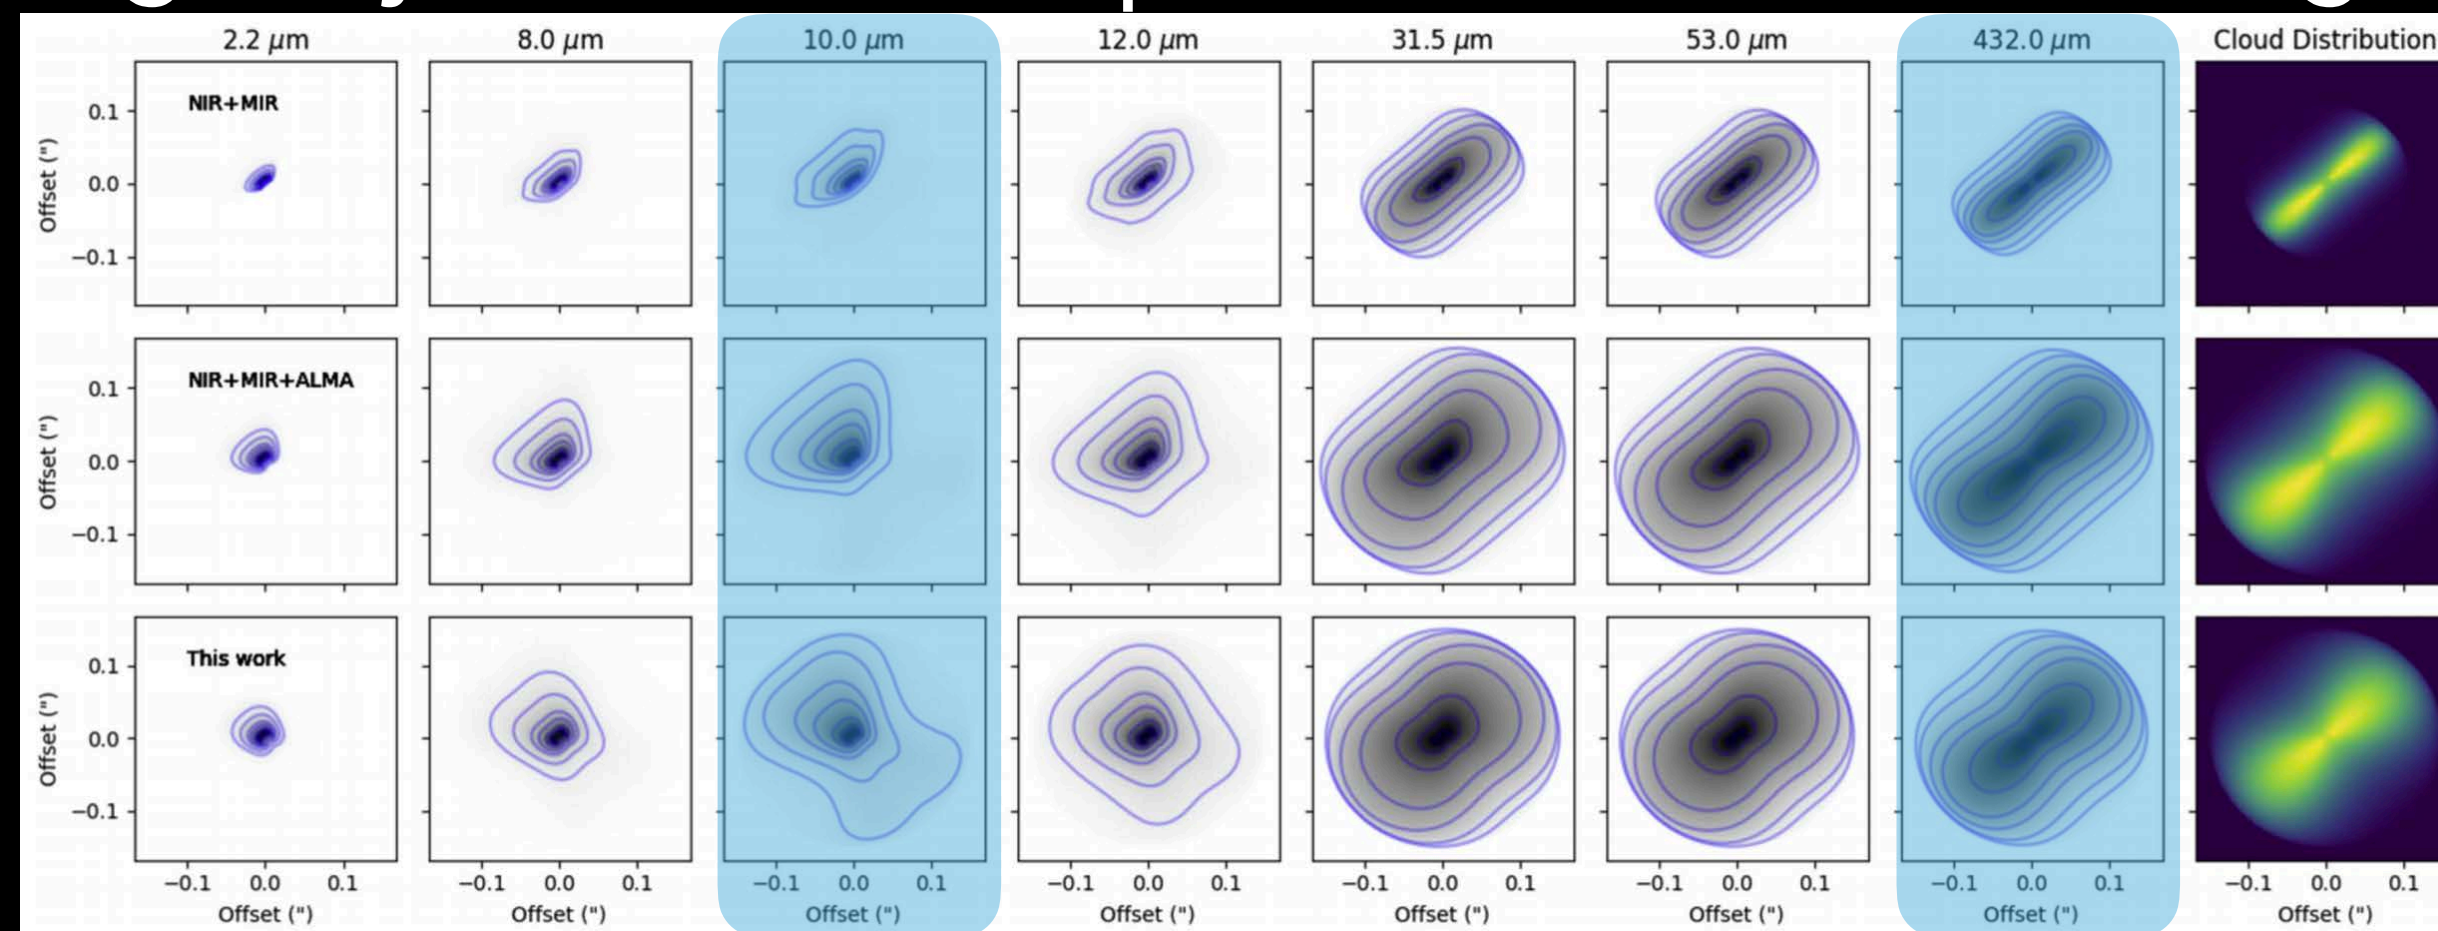 2.2 μm 8.0 μm 10.0 μm 12.0 μm 31.5 μm 53.0 μm 432.0 μm Cloud Distribution
NIR+MIR
0.1
0.0
−0.1
Offset (")
NIR+MIR+ALMA
0.1
0.0
−0.1
Offset (")
This work
0.1
0.0
−0.1
Offset (")
−0.1 0.0 0.1 −0.1 0.0 0.1 −0.1 0.0 0.1 −0.1 0.0 0.1 −0.1 0.0 0.1 −0.1 0.0 0.1 −0.1 0.0 0.1 −0.1 0.0 0.1
Offset (") Offset (") Offset (") Offset (") Offset (") Offset (") Offset (") Offset (")